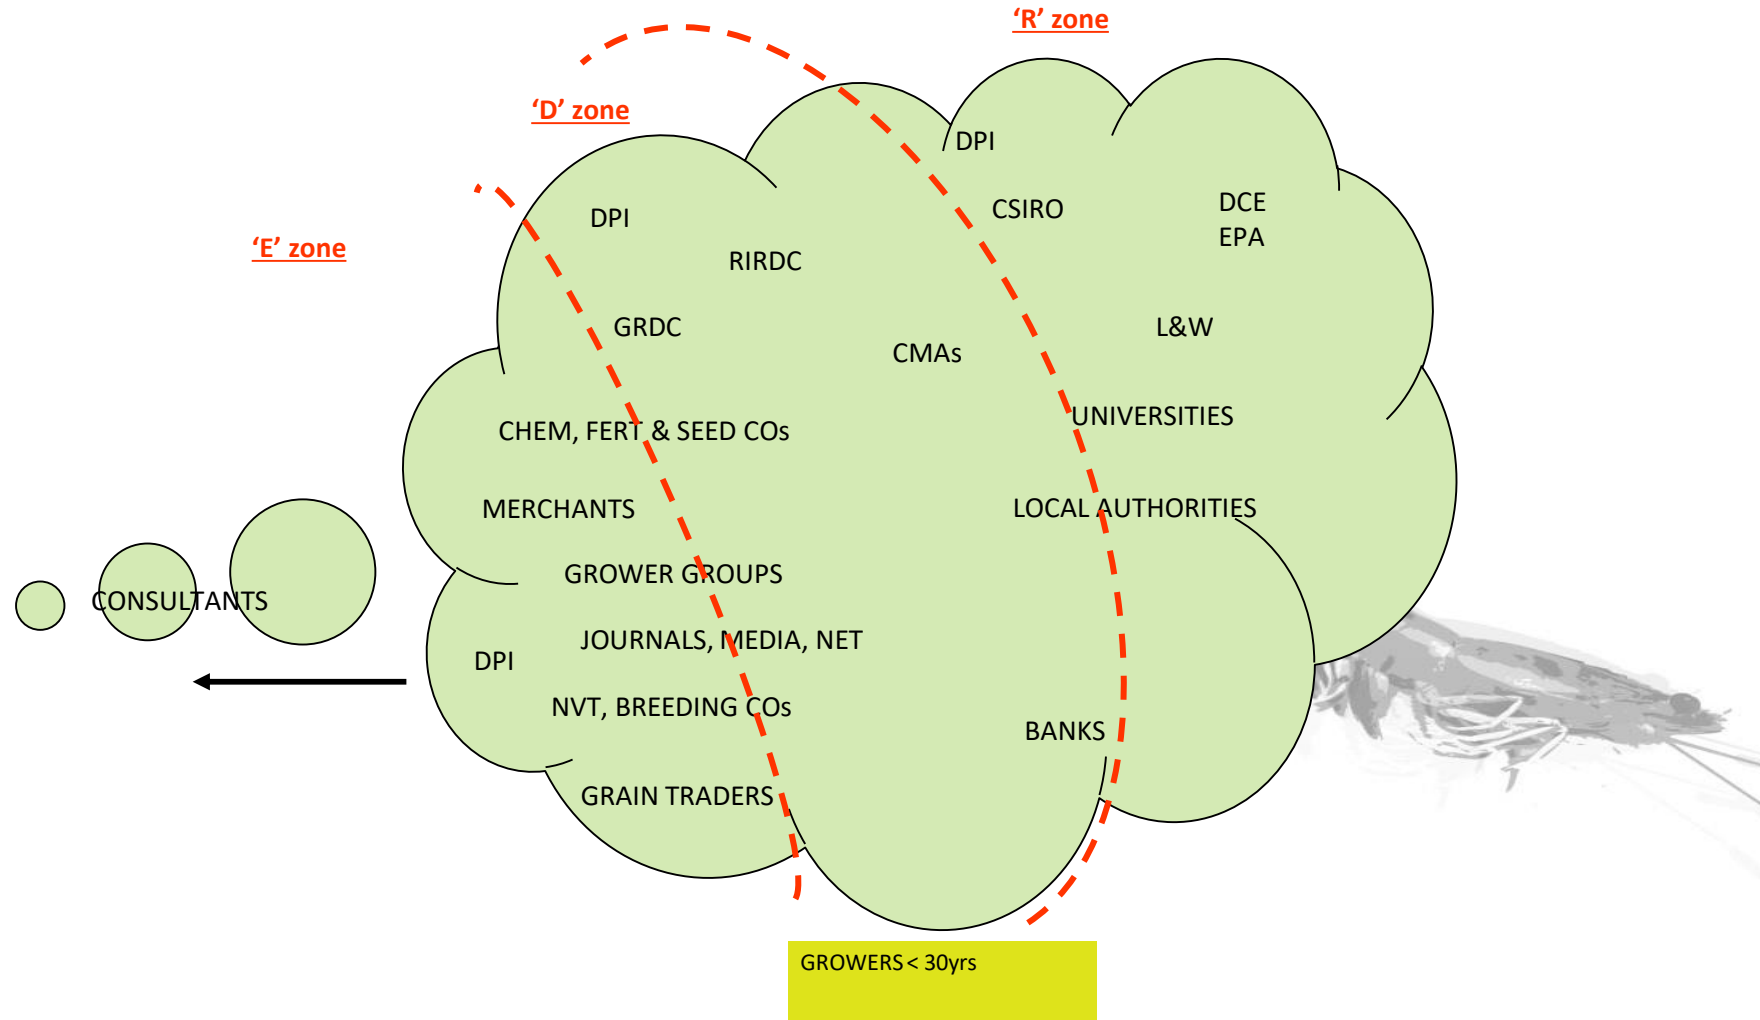 ‘R’ zone
‘D’ zone
DPI
CSIRO
DCE
EPA
DPI
‘E’ zone
RIRDC
GRDC
L&W
CMAs
UNIVERSITIES
CHEM, FERT & SEED COs
MERCHANTS
LOCAL AUTHORITIES
GROWER GROUPS
CONSULTANTS
JOURNALS, MEDIA, NET
DPI
NVT, BREEDING COs
BANKS
GRAIN TRADERS
GROWERS < 30yrs